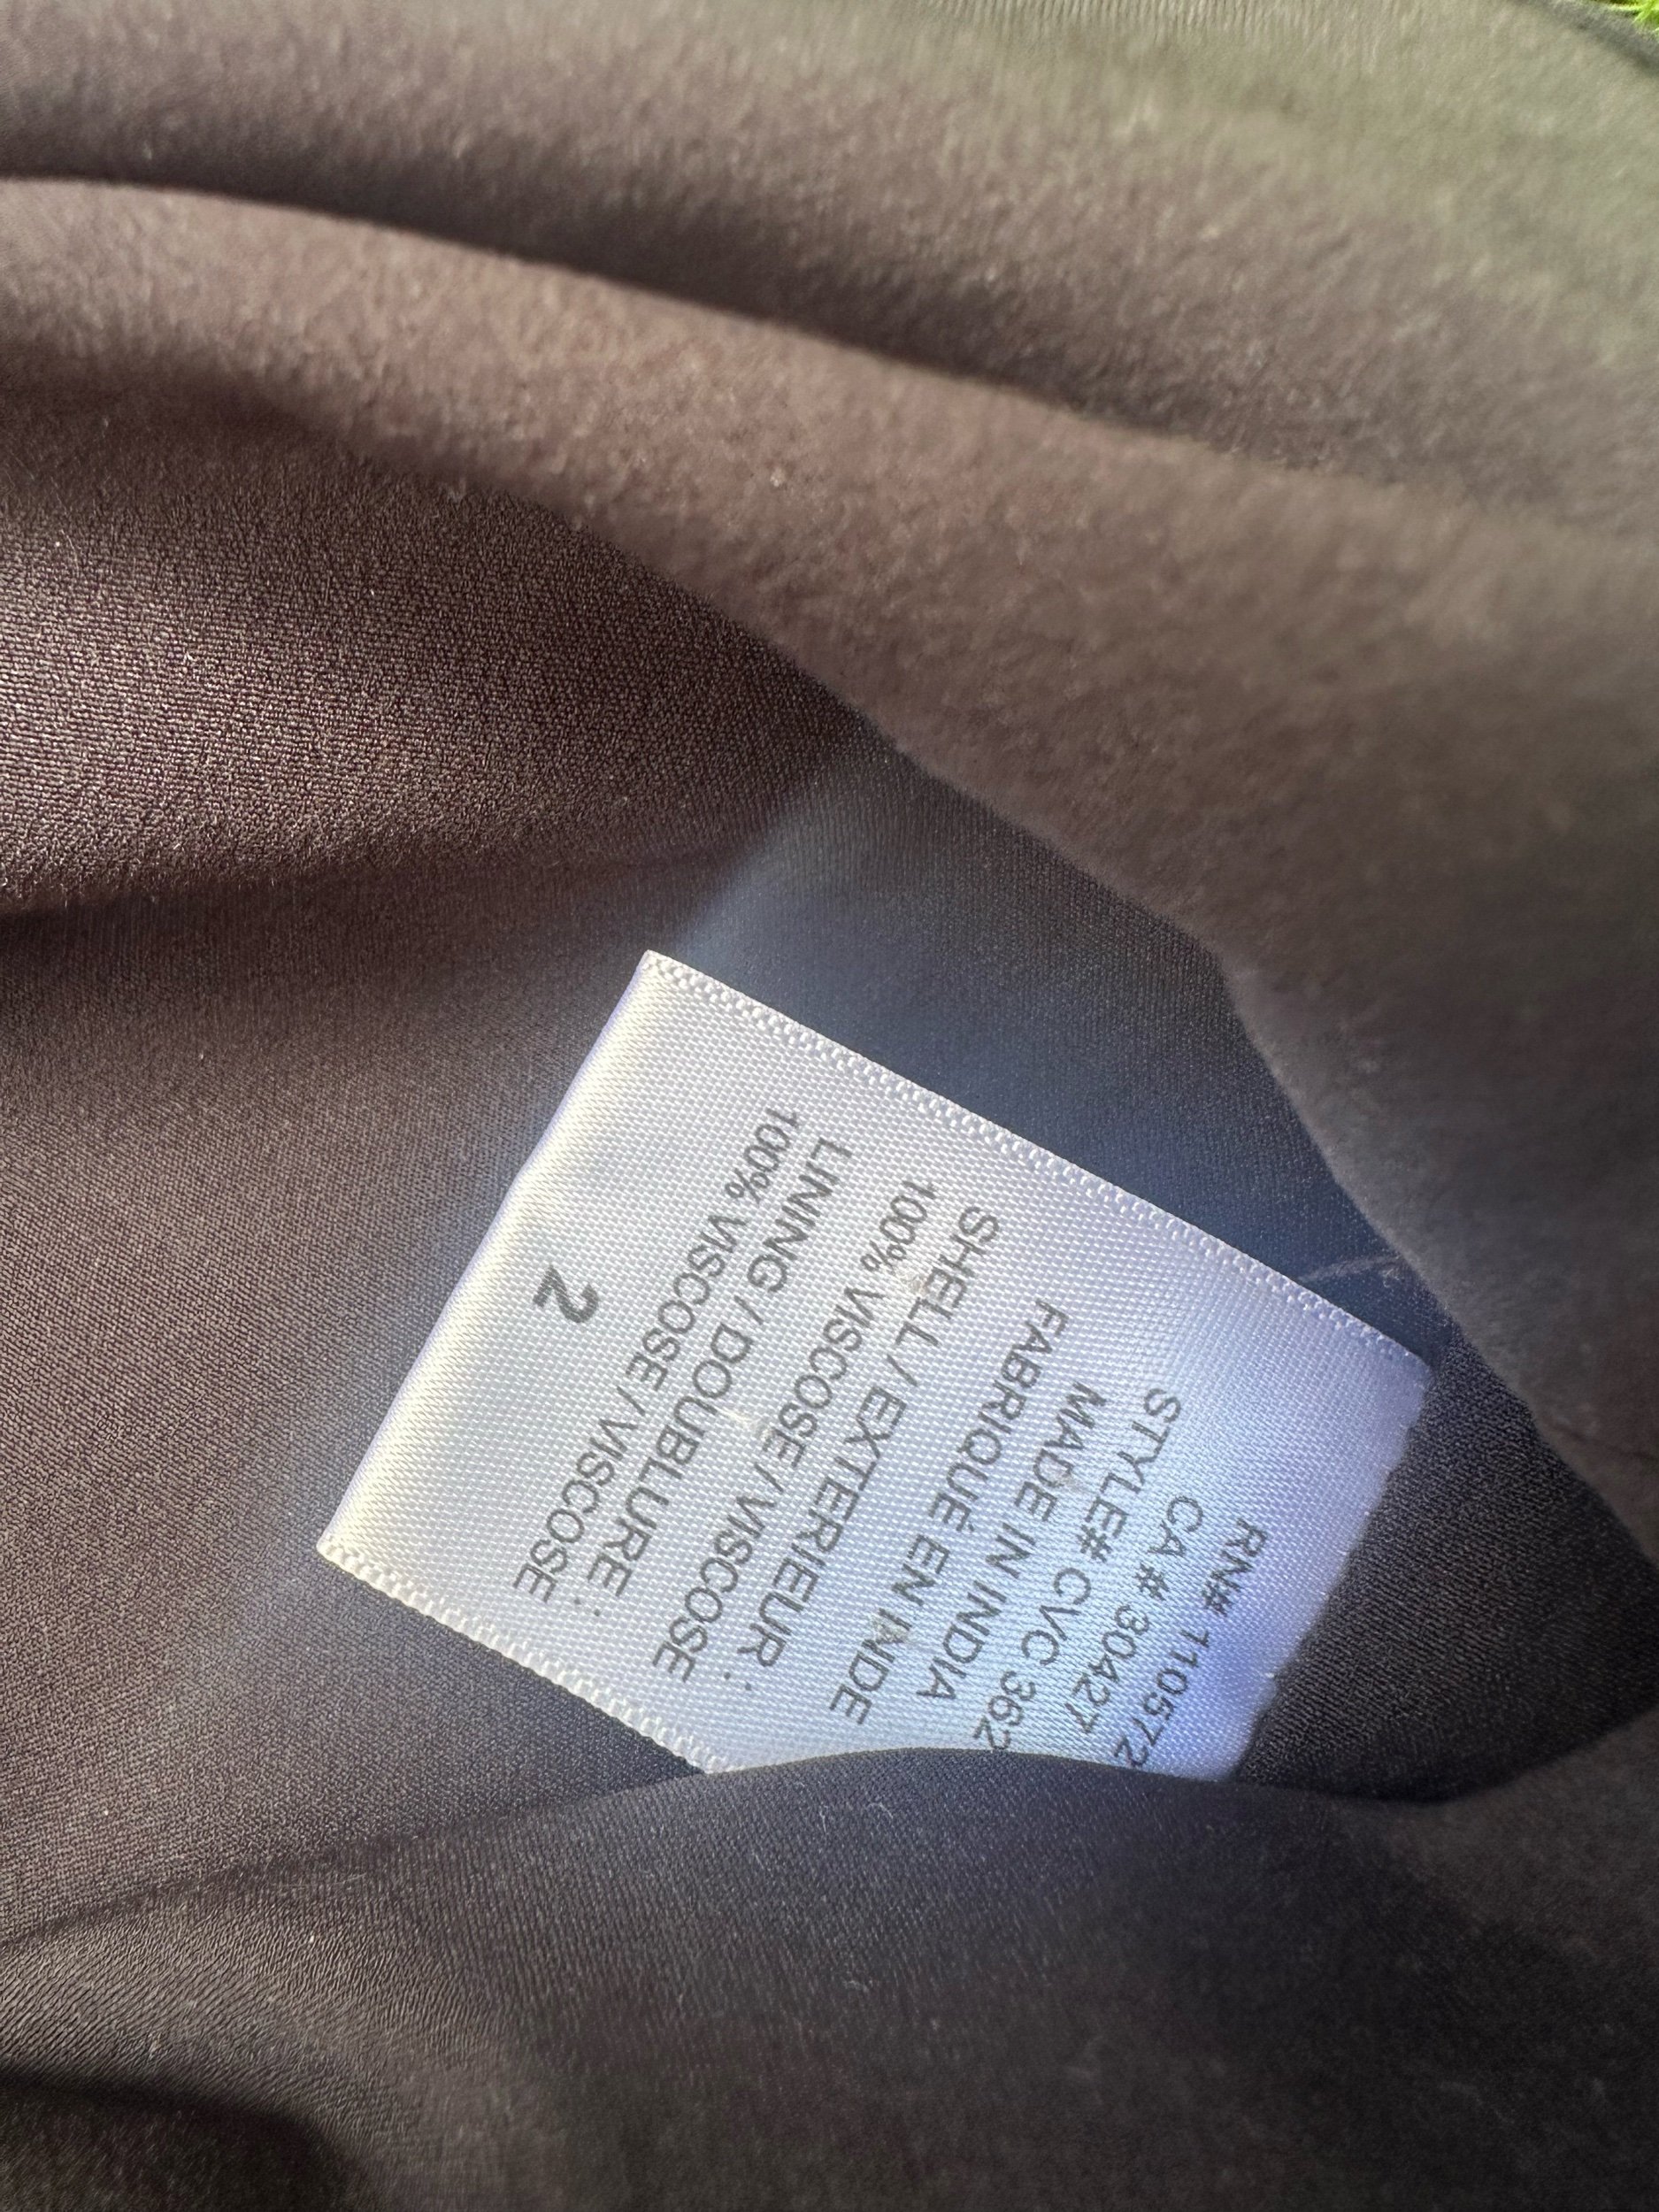 RN# 110572
CA # 30427
STYLE# CVC 362
MADE IN INDIA
FABRIQUÉ EN INDE
SHELL / EXTERIEUR :
100% VISCOSE / VISCOSE
LINING / DOUBLURE :
100% VISCOSE / VISCOSE
2